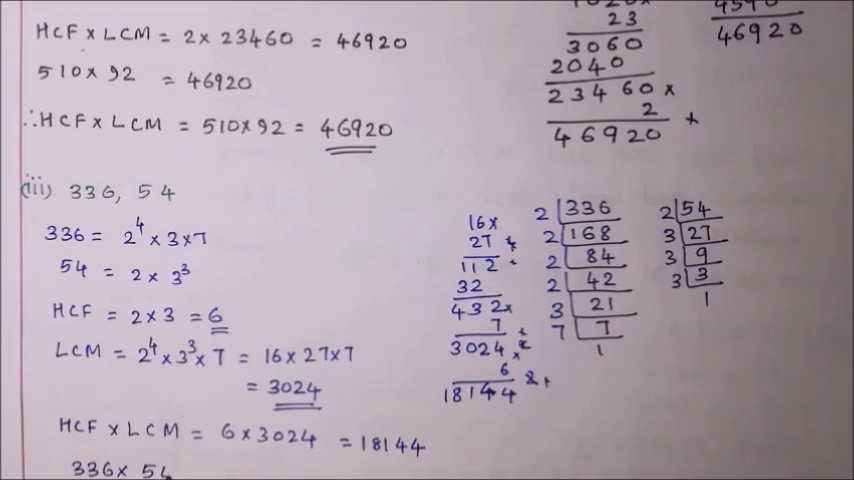 HCF x LCM = 2 x 23460 = 46920
510 x 92 = 46920
∴ HCF x LCM = 510 x 92 = 46920
23
3060
2040
23460 x
2
46920
4590
46920
(iii) 336, 54
336 = 2⁴ x 3 x 7
54 = 2 x 3³
HCF = 2 x 3 = 6
LCM = 2⁴ x 3³ x 7 = 16 x 27 x 7
= 3024
HCF x LCM = 6 x 3024 = 18144
336 x 54
16 x
27
112
32
432 x
7
3024 x
6
18144
2 336
2 168
2 84
2 42
3 21
7 7
1
2 54
3 27
3 9
3 3
1